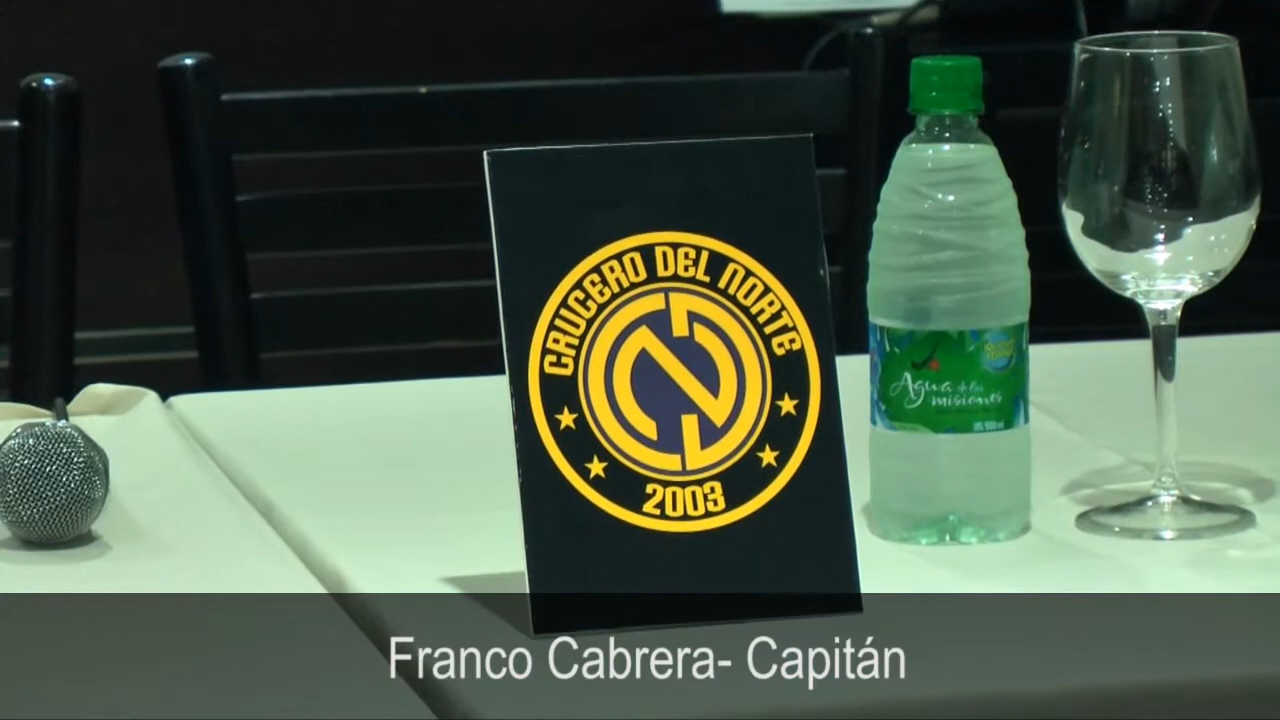 CRUCERO DEL NORTE
2003
Agua de las
misiones
Franco Cabrera- Capitán